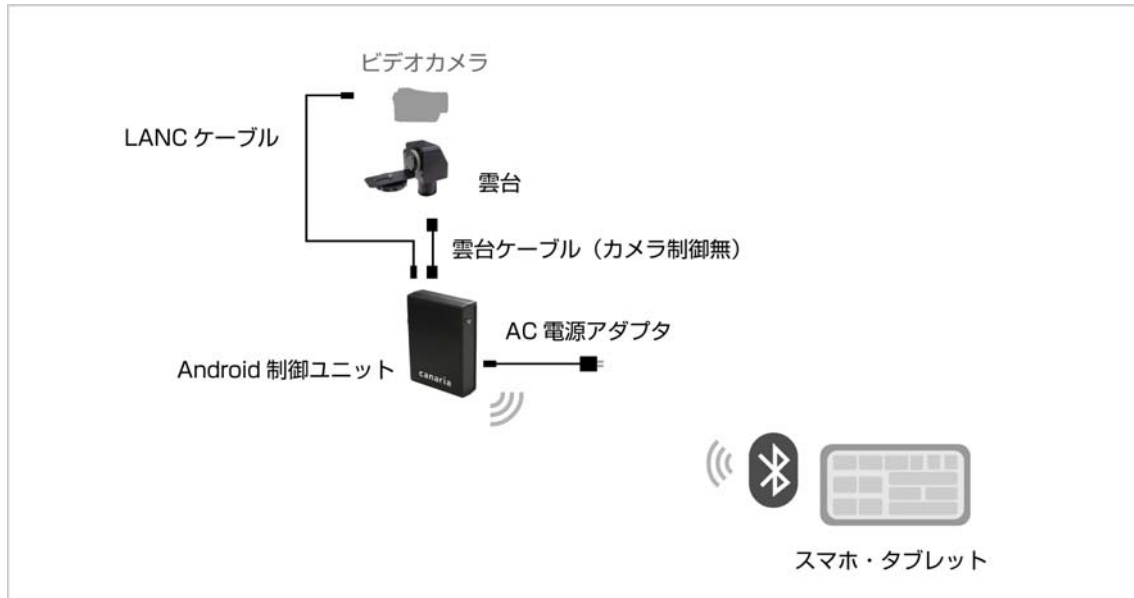 ビデオカメラ
LANC ケーブル
雲台
雲台ケーブル（カメラ制御無）
AC 電源アダプタ
Android 制御ユニット
canaria
スマホ・タブレット